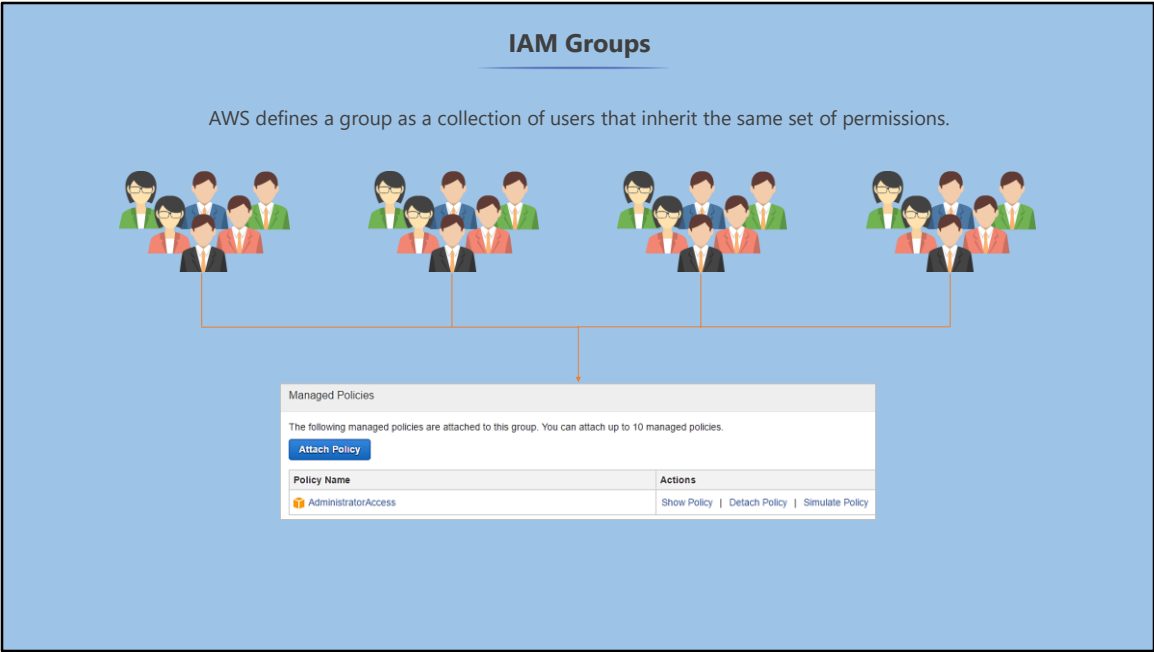 IAM Groups
AWS defines a group as a collection of users that inherit the same set of permissions.
Managed Policies
The following managed policies are attached to this group. You can attach up to 10 managed policies.
Attach Policy
Policy Name Actions
AdministratorAccess Show Policy | Detach Policy | Simulate Policy